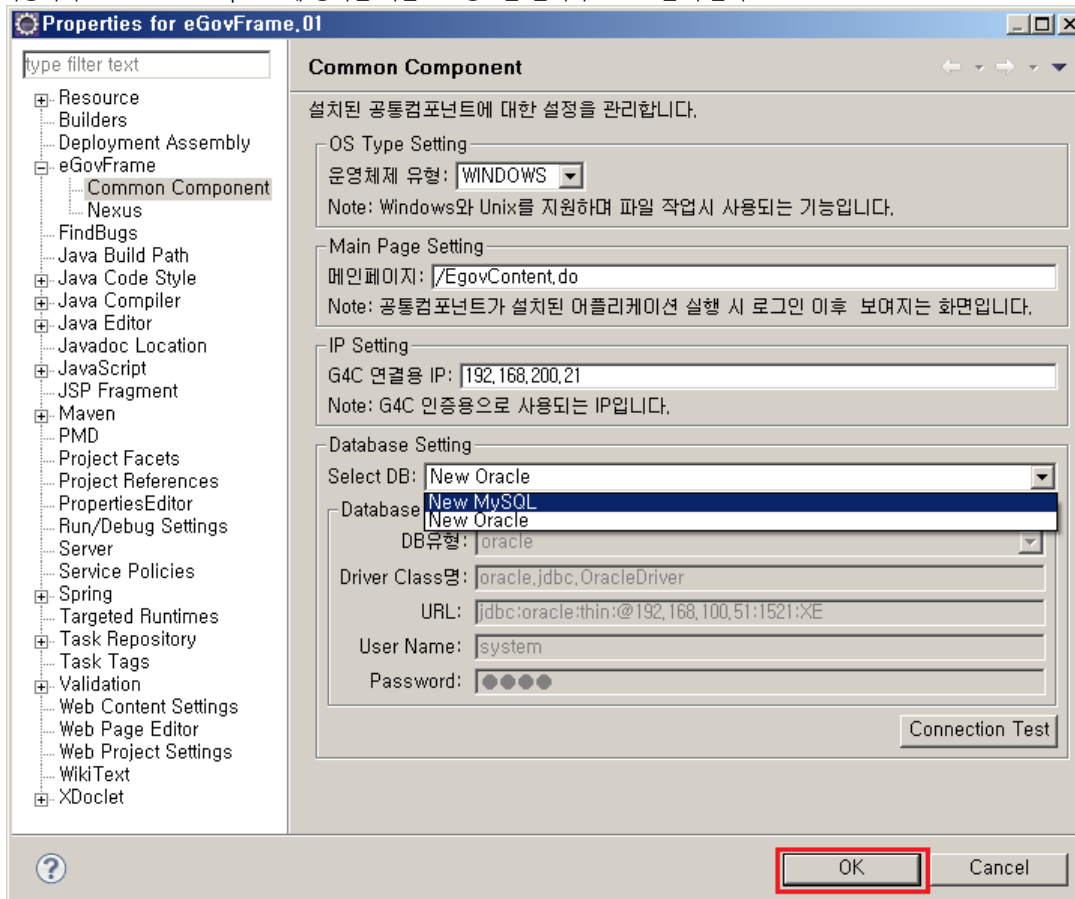 Properties for eGovFrame.01
type filter text
Resource
Builders
Deployment Assembly
eGovFrame
Common Component
Nexus
FindBugs
Java Build Path
Java Code Style
Java Compiler
Java Editor
Javadoc Location
JavaScript
JSP Fragment
Maven
PMD
Project Facets
Project References
PropertiesEditor
Run/Debug Settings
Server
Service Policies
Spring
Targeted Runtimes
Task Repository
Task Tags
Validation
Web Content Settings
Web Page Editor
Web Project Settings
WikiText
XDoclet
Common Component
설치된 공통컴포넌트에 대한 설정을 관리합니다.
OS Type Setting
운영체제 유형: WINDOWS
Note: Windows와 Unix를 지원하며 파일 작업시 사용되는 기능입니다.
Main Page Setting
메인페이지: /EgovContent.do
Note: 공통컴포넌트가 설치된 어플리케이션 실행 시 로그인 이후 보여지는 화면입니다.
IP Setting
G4C 연결용 IP: 192.168.200.21
Note: G4C 인증용으로 사용되는 IP입니다.
Database Setting
Select DB: New Oracle
New MySQL
New Oracle
Database
DB유형: oracle
Driver Class명: oracle.jdbc.OracleDriver
URL: jdbc:oracle:thin:@192.168.100.51:1521:XE
User Name: system
Password: ●●●●
Connection Test
OK
Cancel